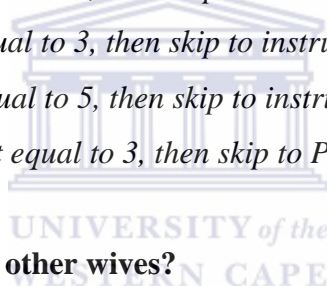 ual to 3, then skip to instru
ual to 5, then skip to instri
t equal to 3, then skip to P
UNIVERSITY of the
other wives?
WESTERN CAPE